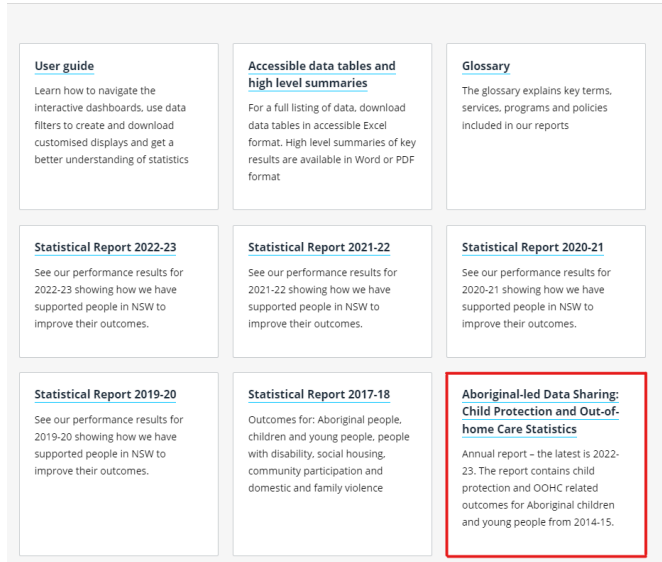 User guide
Learn how to navigate the
interactive dashboards, use data
filters to create and download
customised displays and get a
better understanding of statistics
Accessible data tables and
high level summaries
For a full listing of data, download
data tables in accessible Excel
format. High level summaries of key
results are available in Word or PDF
format
Glossary
The glossary explains key terms,
services, programs and policies
included in our reports
Statistical Report 2022-23
See our performance results for
2022-23 showing how we have
supported people in NSW to
improve their outcomes.
Statistical Report 2021-22
See our performance results for
2021-22 showing how we have
supported people in NSW to
improve their outcomes.
Statistical Report 2020-21
See our performance results for
2020-21 showing how we have
supported people in NSW to
improve their outcomes.
Statistical Report 2019-20
See our performance results for
2019-20 showing how we have
supported people in NSW to
improve their outcomes.
Statistical Report 2017-18
Outcomes for: Aboriginal people,
children and young people, people
with disability, social housing,
community participation and
domestic and family violence
Aboriginal-led Data Sharing:
Child Protection and Out-of-
home Care Statistics
Annual report – the latest is 2022-
23. The report contains child
protection and OOHC related
outcomes for Aboriginal children
and young people from 2014-15.